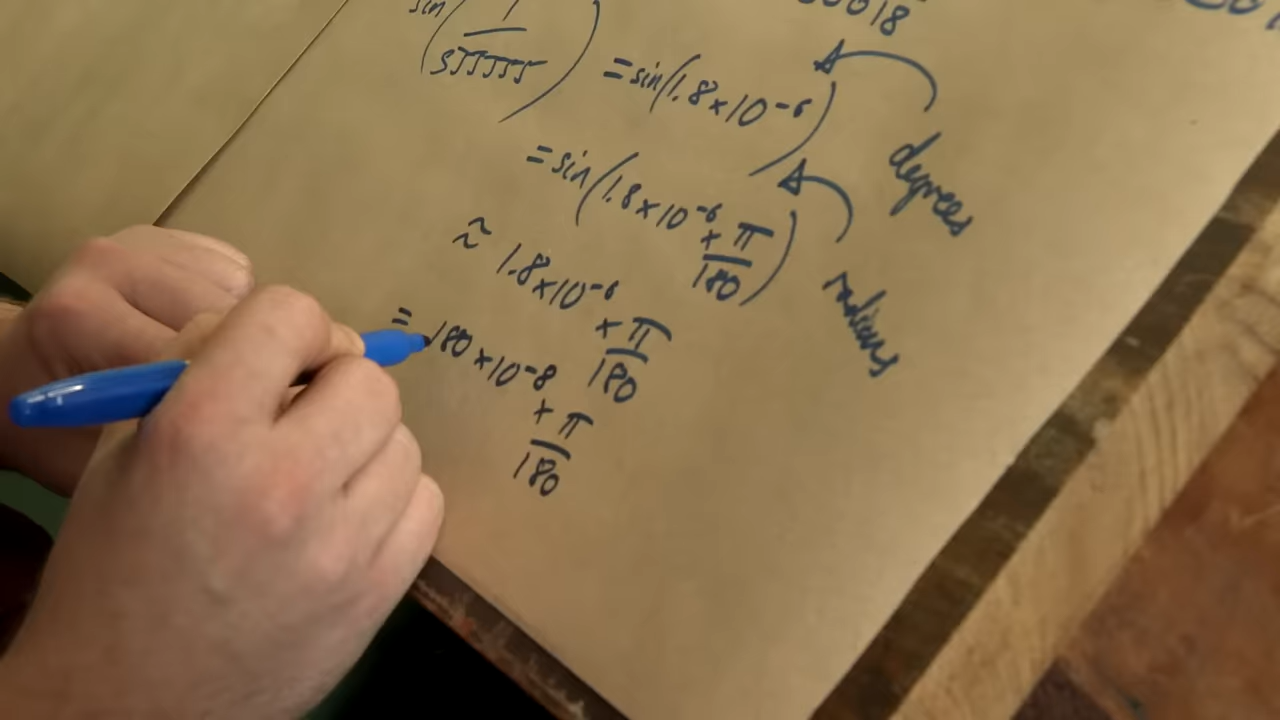 00018
sin(1/555555) = sin(1.8×10⁻⁶)
degrees
= sin(1.8×10⁻⁶ × π/180)
radians
≈ 1.8×10⁻⁶ × π/180
= 180×10⁻⁸ × π/180